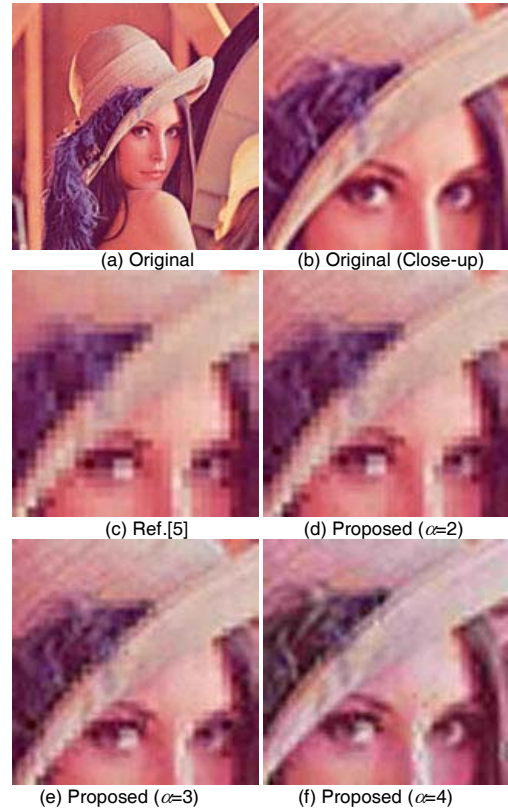 (a) Original
(b) Original (Close-up)
(c) Ref.[5]
(d) Proposed (α=2)
(e) Proposed (α=3)
(f) Proposed (α=4)